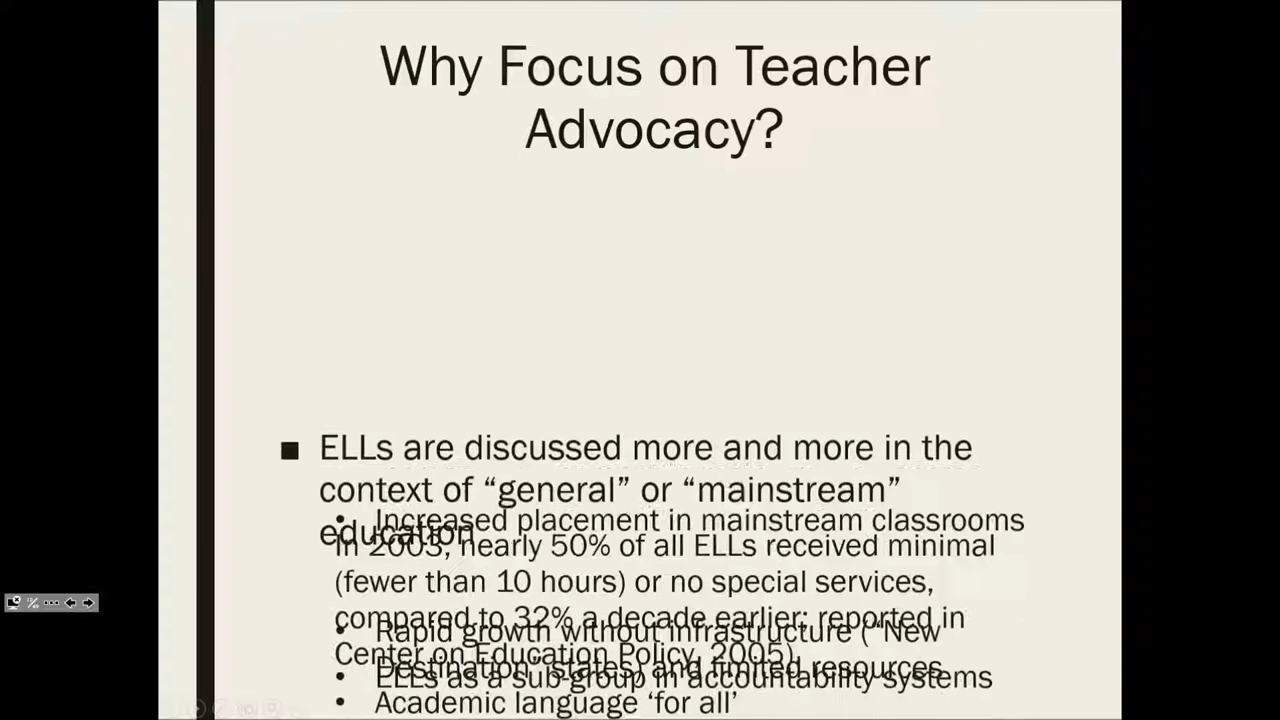 Why Focus on Teacher
Advocacy?
■ ELLs are discussed more and more in the
context of “general” or “mainstream”
education
• Increased placement in mainstream classrooms
In 2003, nearly 50% of all ELLs received minimal
(fewer than 10 hours) or no special services,
compared to 32% a decade earlier; reported in
Center on Education Policy, 2005)
• Rapid growth without infrastructure (“New
Destination” states) and limited resources
• ELLs as a sub-group in accountability systems
• Academic language ‘for all’